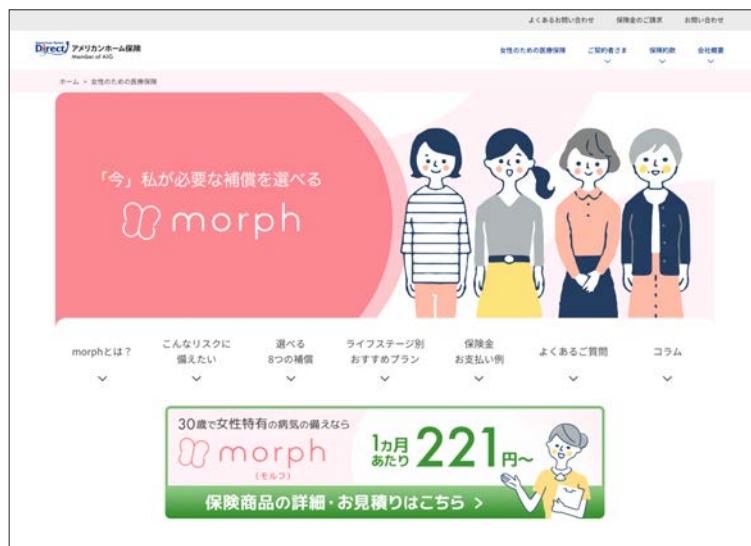 よくあるお問い合わせ 保険金のご請求 お問い合わせ
American Home
Direct アメリカンホーム保険
Member of AIG
女性のための医療保険 ご契約者さま 保険約款 会社概要
ホーム > 女性のための医療保険
「今」私が必要な補償を選べる
morph
morphとは？
こんなリスクに
備えたい
選べる
8つの補償
ライフステージ別
おすすめプラン
保険金
お支払い例
よくあるご質問
コラム
30歳で女性特有の病気の備えなら
morph
(モルフ)
1カ月
あたり 221円～
保険商品の詳細・お見積りはこちら >